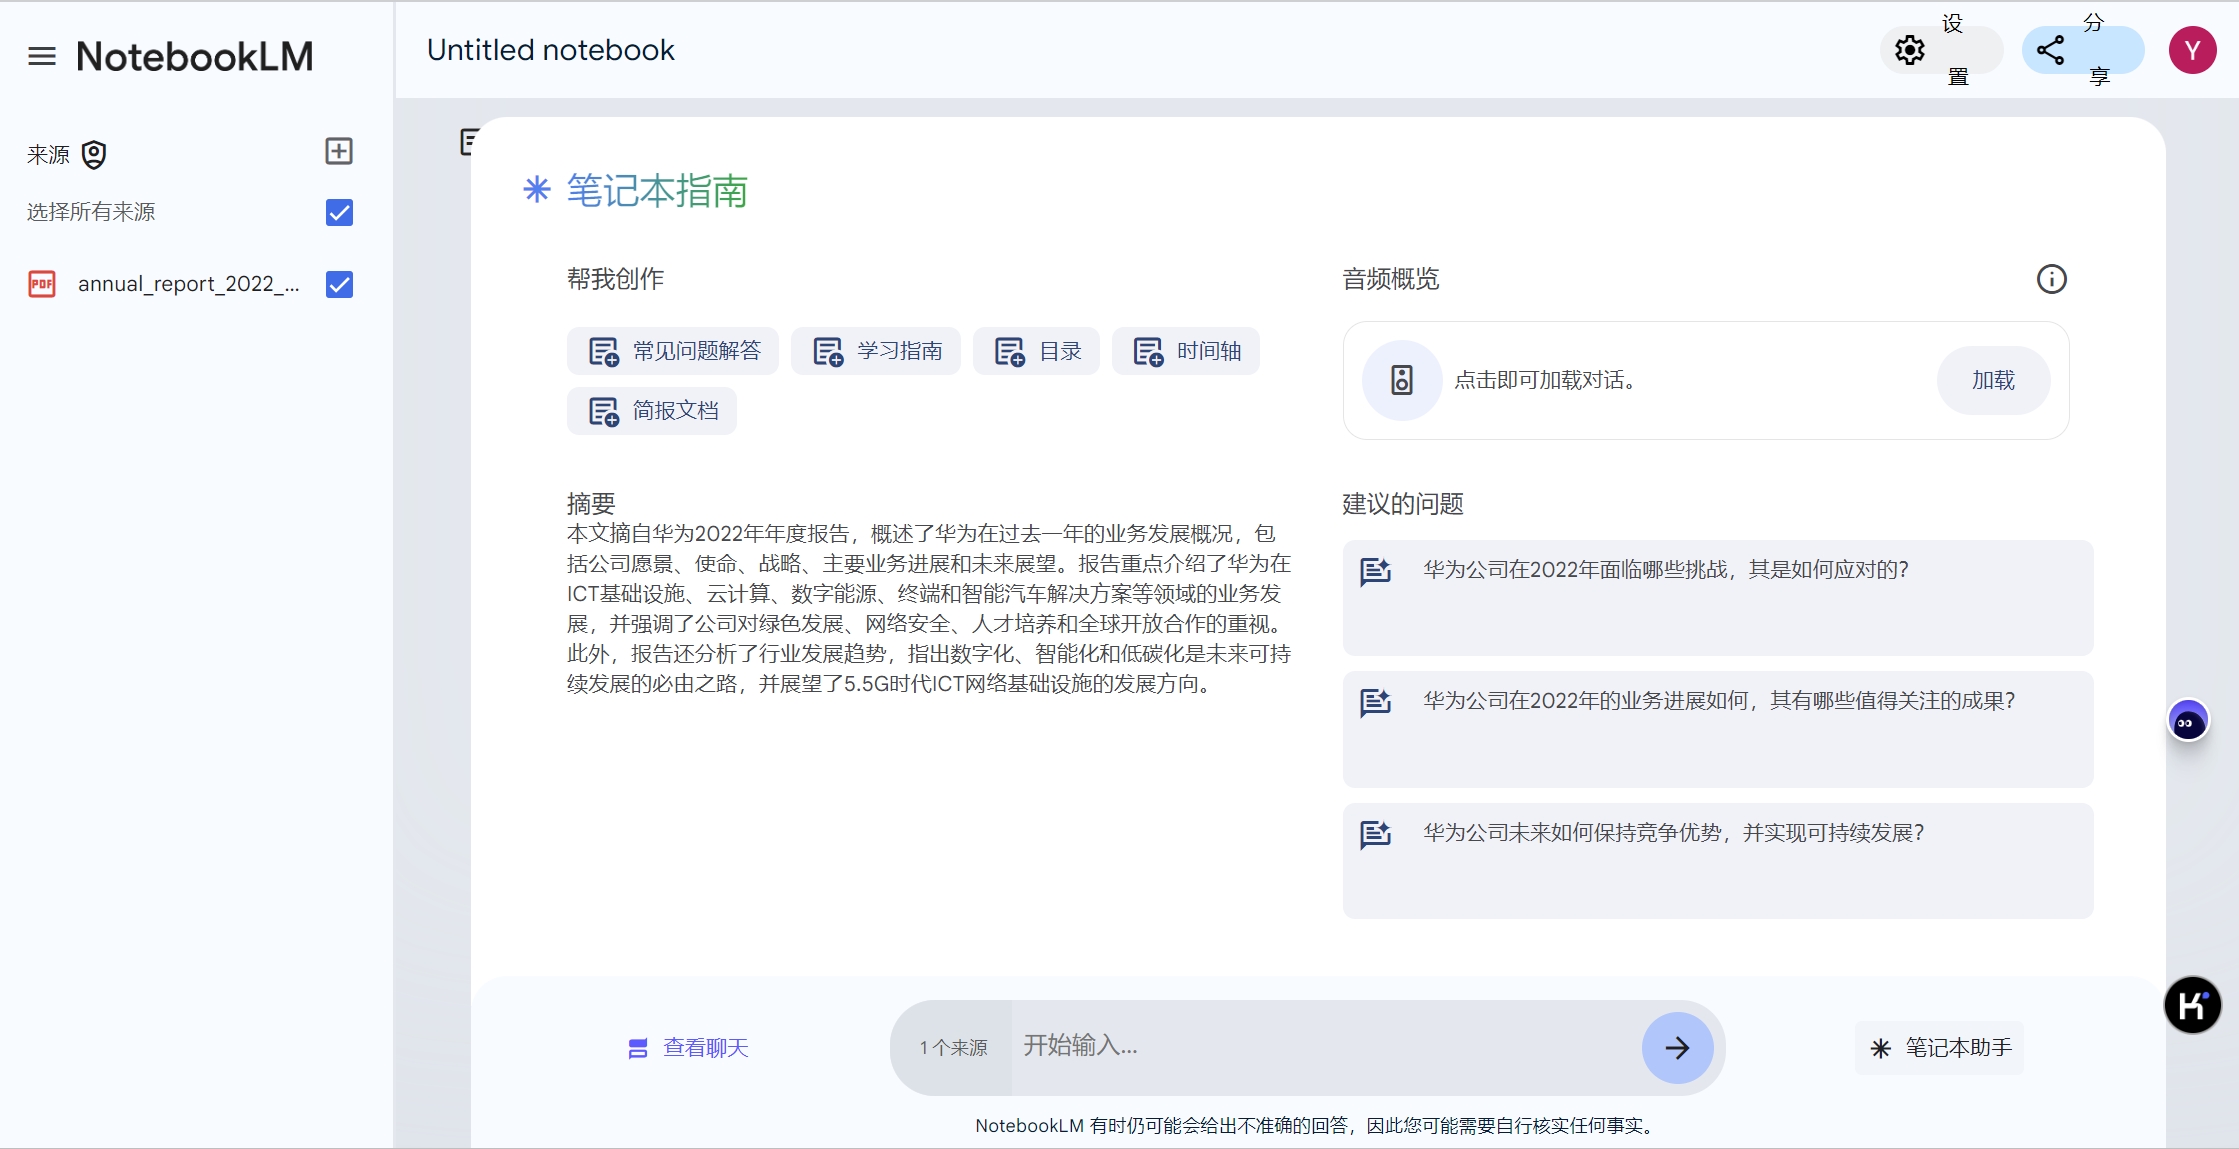 NotebookLM
Untitled notebook
设置
分享
Y
来源
选择所有来源
PDF
annual_report_2022_...
笔记本指南
帮我创作
常见问题解答
学习指南
目录
时间轴
简报文档
音频概览
点击即可加载对话。
加载
摘要
本文摘自华为2022年年度报告，概述了华为在过去一年的业务发展概况，包
括公司愿景、使命、战略、主要业务进展和未来展望。报告重点介绍了华为在
ICT基础设施、云计算、数字能源、终端和智能汽车解决方案等领域的业务发
展，并强调了公司对绿色发展、网络安全、人才培养和全球开放合作的重视。
此外，报告还分析了行业发展趋势，指出数字化、智能化和低碳化是未来可持
续发展的必由之路，并展望了5.5G时代ICT网络基础设施的发展方向。
建议的问题
华为公司在2022年面临哪些挑战，其是如何应对的？
华为公司在2022年的业务进展如何，其有哪些值得关注的成果？
华为公司未来如何保持竞争优势，并实现可持续发展？
查看聊天
1 个来源
开始输入...
笔记本助手
K
NotebookLM 有时仍可能会给出不准确的回答，因此您可能需要自行核实任何事实。